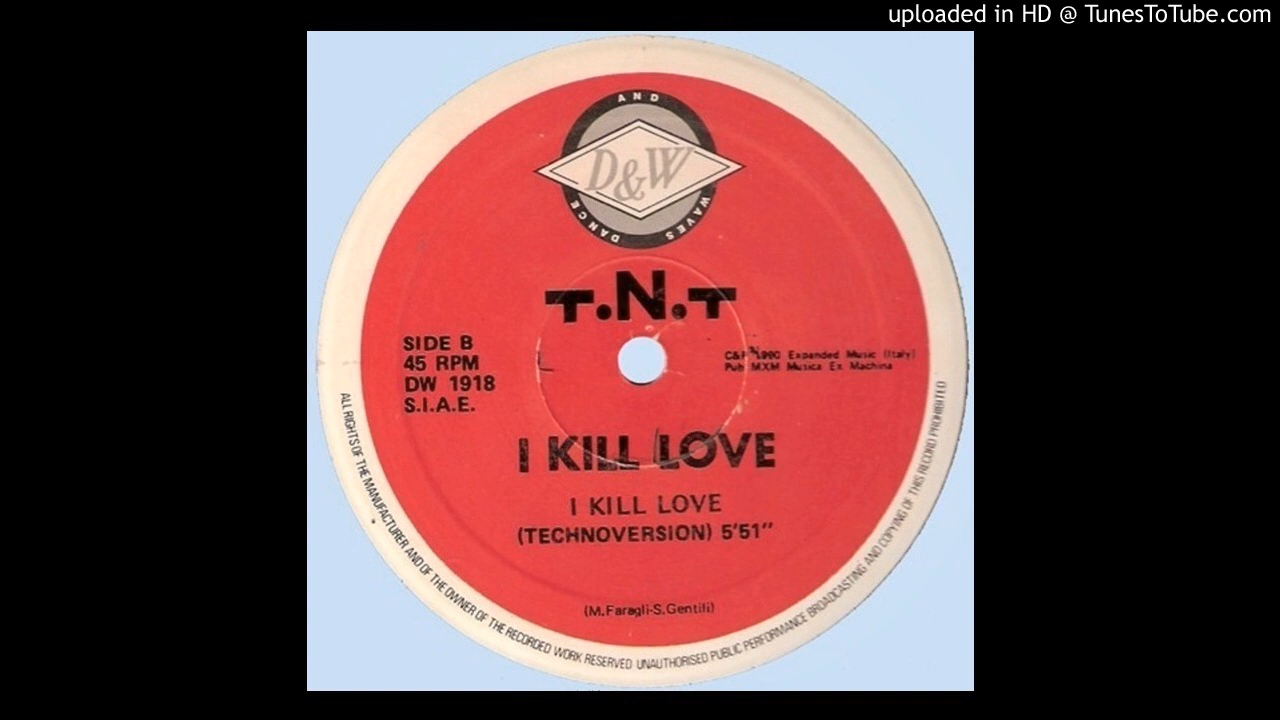 uploaded in HD @ TunesToTube.com
AND
D&W
DANCE
WAVES
T.N.T
SIDE B
45 RPM
DW 1918
S.I.A.E.
C&P 1990 Expanded Music (Italy)
Pub MXM Musica Ex Machina
I KILL LOVE
I KILL LOVE
(TECHNOVERSION) 5'51"
(M.Faragli-S.Gentili)
ALL RIGHTS OF THE MANUFACTURER AND OF THE OWNER OF THE RECORDED WORK RESERVED UNAUTHORISED PUBLIC PERFORMANCE BROADCASTING AND COPYING OF THIS RECORD PROHIBITED